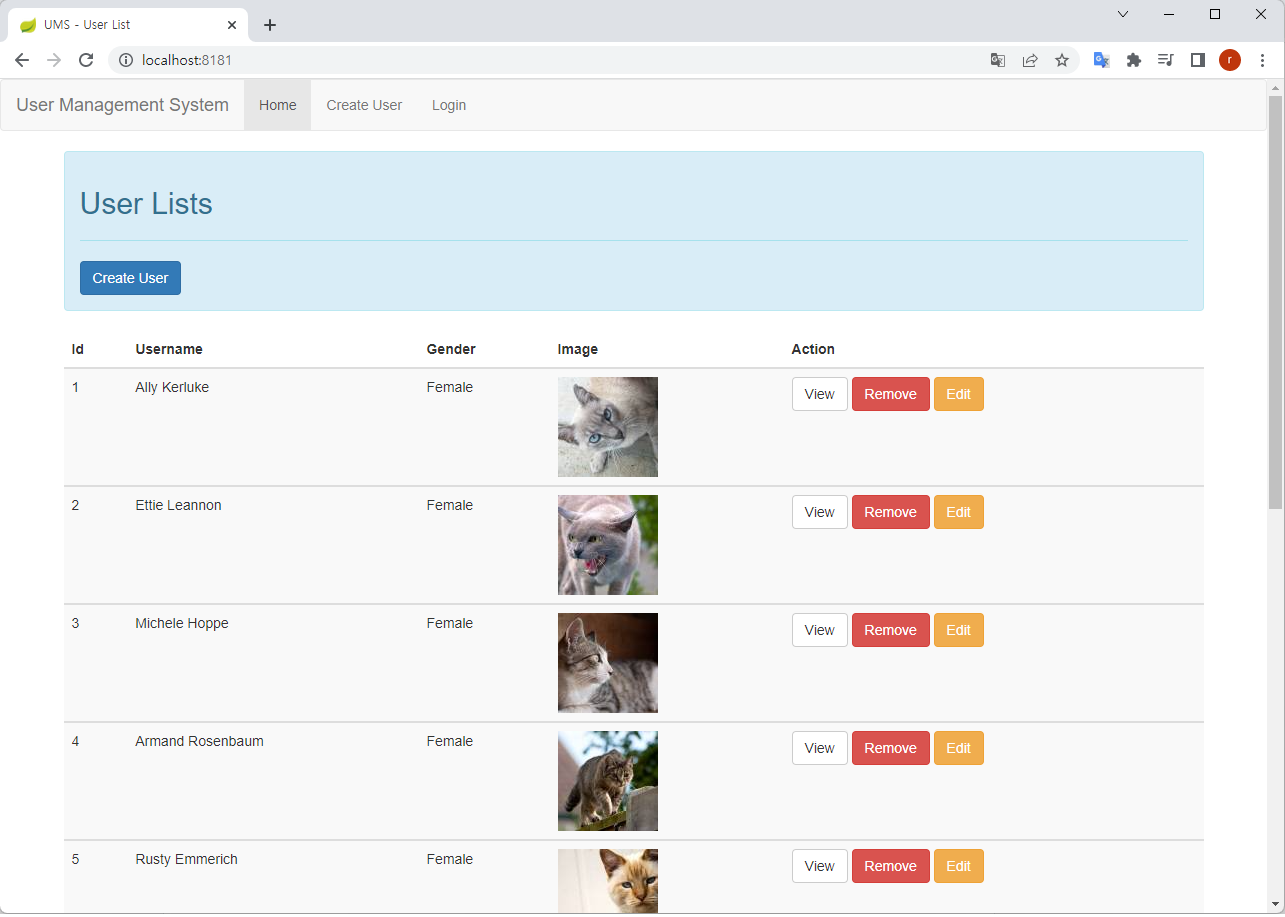 UMS - User List
localhost:8181
r
User Management System Home Create User Login
User Lists
Create User
Id Username Gender Image Action
1 Ally Kerluke Female View Remove Edit
2 Ettie Leannon Female View Remove Edit
3 Michele Hoppe Female View Remove Edit
4 Armand Rosenbaum Female View Remove Edit
5 Rusty Emmerich Female View Remove Edit